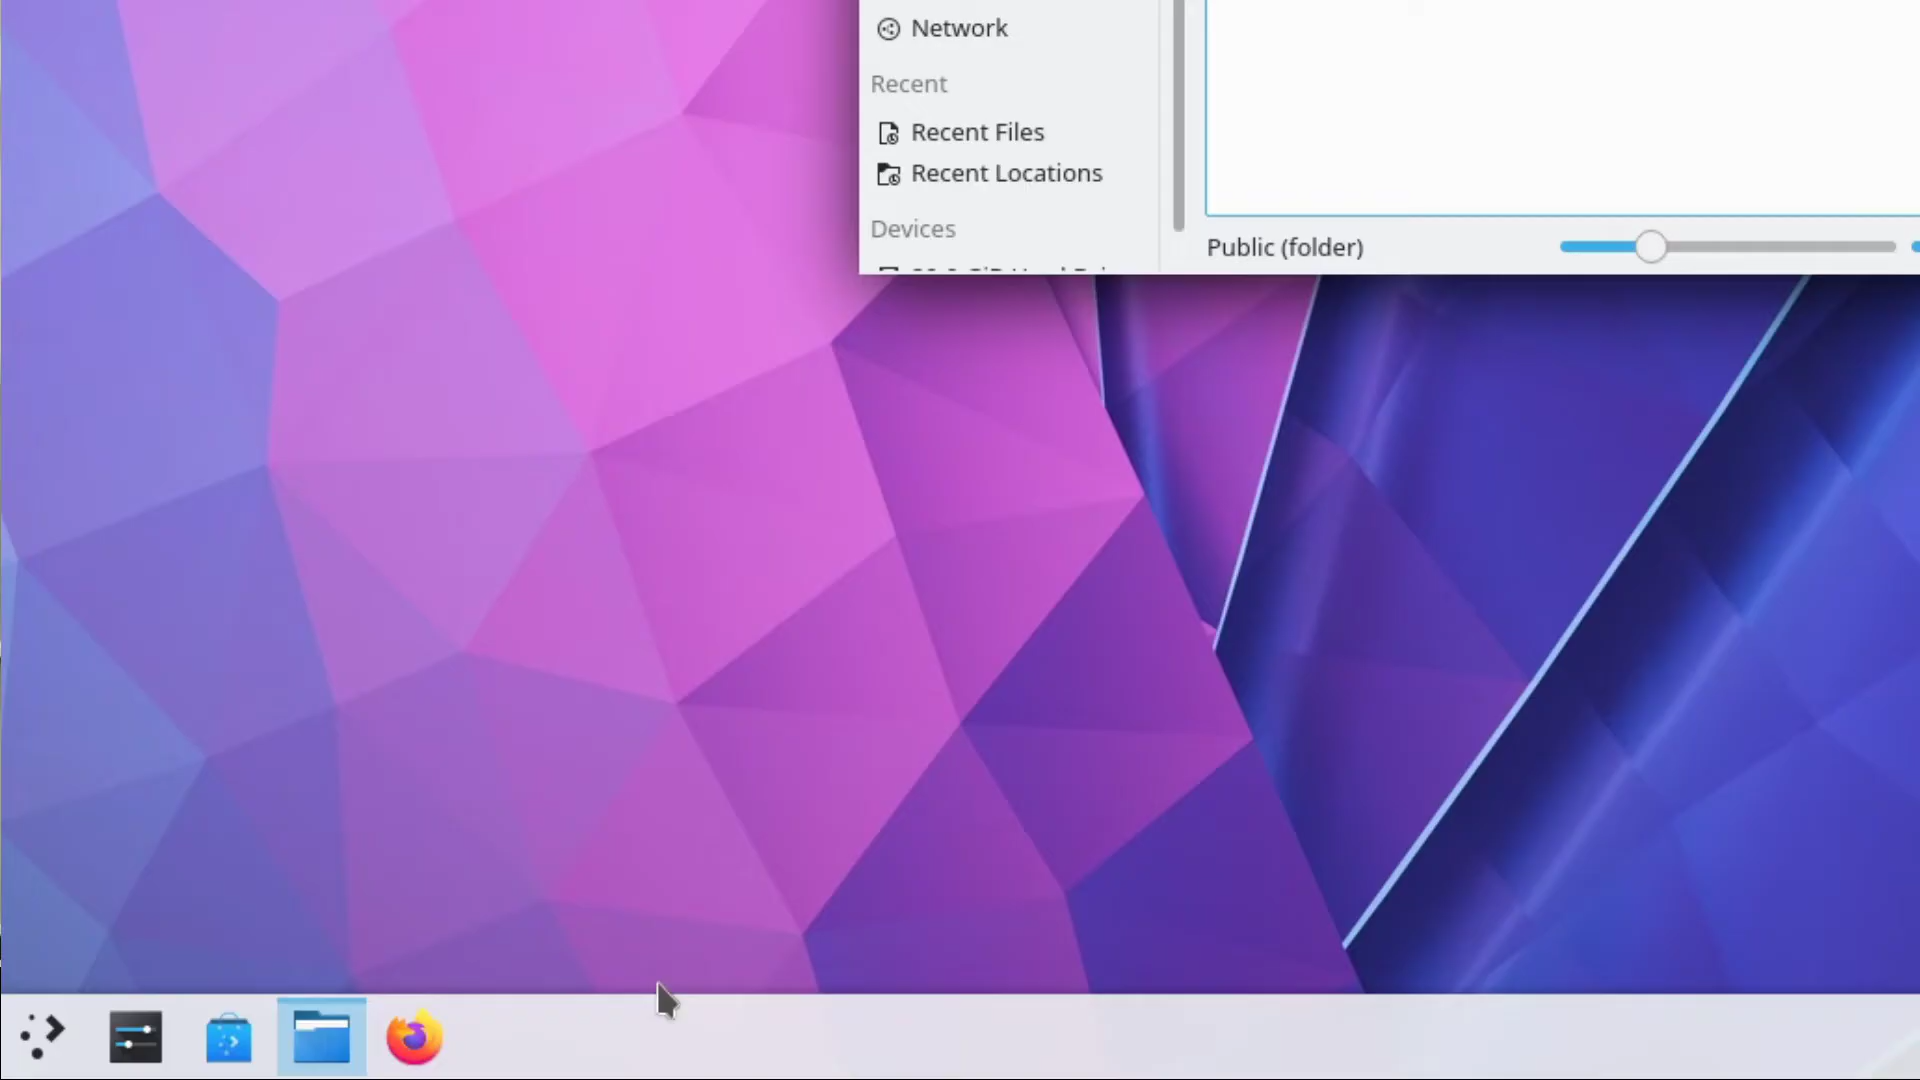 Network
Recent
Recent Files
Recent Locations
Devices
Public (folder)